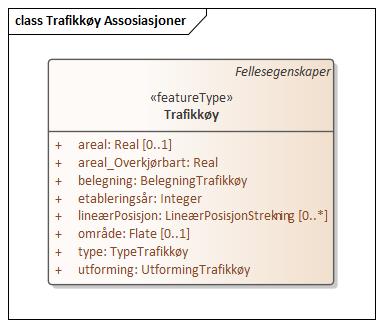 class Trafikkøy Assosiasjoner
Fellesegenskaper
«featureType»
Trafikkøy
+ areal: Real [0..1]
+ areal_Overkjørbart: Real
+ belegning: BelegningTrafikkøy
+ etableringsår: Integer
+ lineærPosisjon: LineærPosisjonStrekning [0..*]
+ område: Flate [0..1]
+ type: TypeTrafikkøy
+ utforming: UtformingTrafikkøy